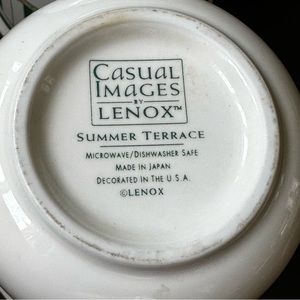 CASUAL
IMAGES
BY
LENOX™
SUMMER TERRACE
MICROWAVE/DISHWASHER SAFE
MADE IN JAPAN
DECORATED IN THE U.S.A.
©LENOX